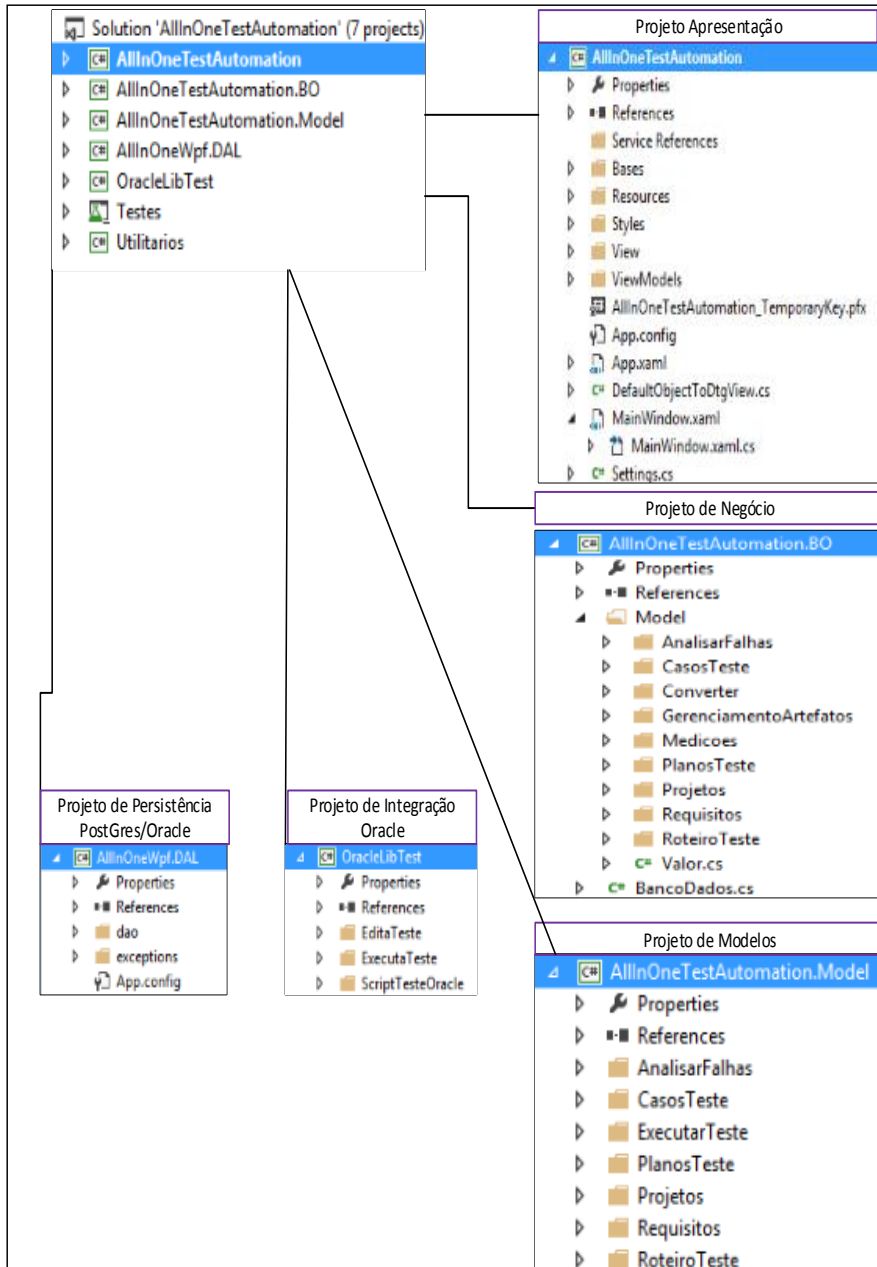 Solution 'AllInOneTestAutomation' (7 projects)
C# AllInOneTestAutomation
C# AllInOneTestAutomation.BO
C# AllInOneTestAutomation.Model
C# AllInOneWpf.DAL
C# OracleLibTest
Testes
C# Utilitarios
Projeto Apresentação
C# AllInOneTestAutomation
Properties
References
Service References
Bases
Resources
Styles
View
ViewModels
AllInOneTestAutomation_TemporaryKey.pfx
App.config
App.xaml
C# DefaultObjectToDtgView.cs
MainWindow.xaml
MainWindow.xaml.cs
C# Settings.cs
Projeto de Negócio
C# AllInOneTestAutomation.BO
Properties
References
Model
AnalisarFalhas
CasosTeste
Converter
GerenciamentoArtefatos
Medicoes
PlanosTeste
Projetos
Requisitos
RoteiroTeste
C# Valor.cs
C# BancoDados.cs
Projeto de Persistência
PostGres/Oracle
C# AllInOneWpf.DAL
Properties
References
dao
exceptions
App.config
Projeto de Integração
Oracle
C# OracleLibTest
Properties
References
EditaTeste
ExecutaTeste
ScriptTesteOracle
Projeto de Modelos
C# AllInOneTestAutomation.Model
Properties
References
AnalisarFalhas
CasosTeste
ExecutarTeste
PlanosTeste
Projetos
Requisitos
RoteiroTeste